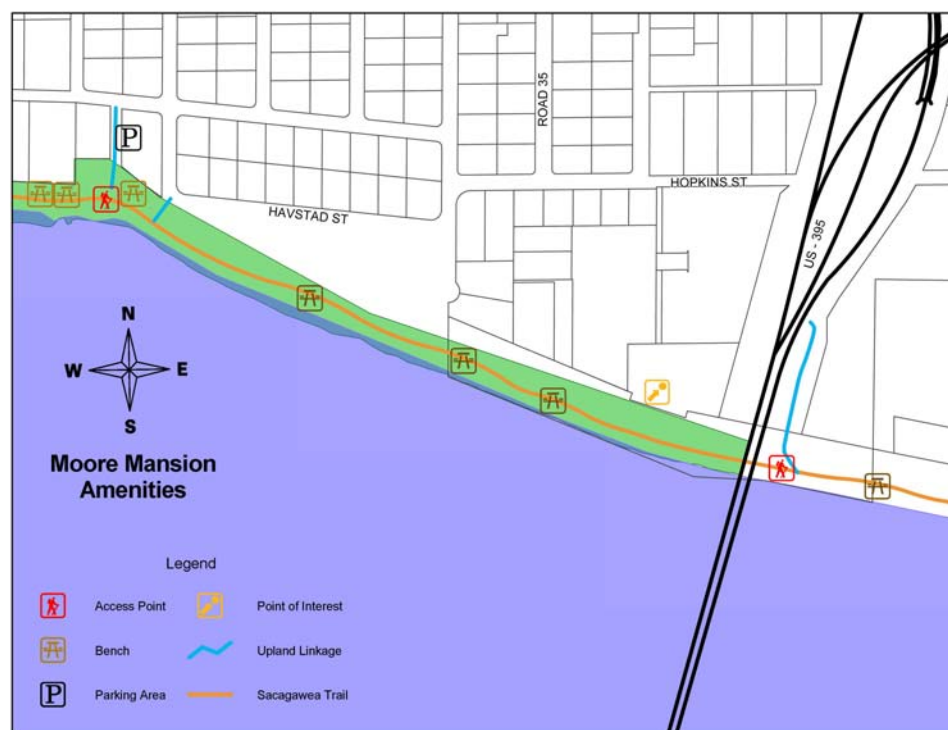 P
ROAD 35
HOPKINS ST
HAVSTAD ST
US - 395
N
W E
S
Moore Mansion
Amenities
Legend
Access Point
Point of Interest
Bench
Upland Linkage
P
Parking Area
Sacagawea Trail